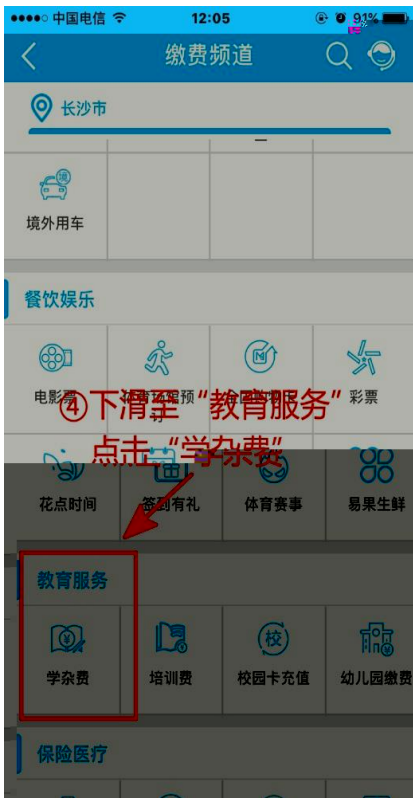 中国电信 12:05 91%
缴费频道
长沙市
境外用车
餐饮娱乐
电影票 彩票
④下滑至“教育服务”
点击“学杂费”
花点时间 签到有礼 体育赛事 易果生鲜
教育服务
学杂费 培训费 校园卡充值 幼儿园缴费
保险医疗